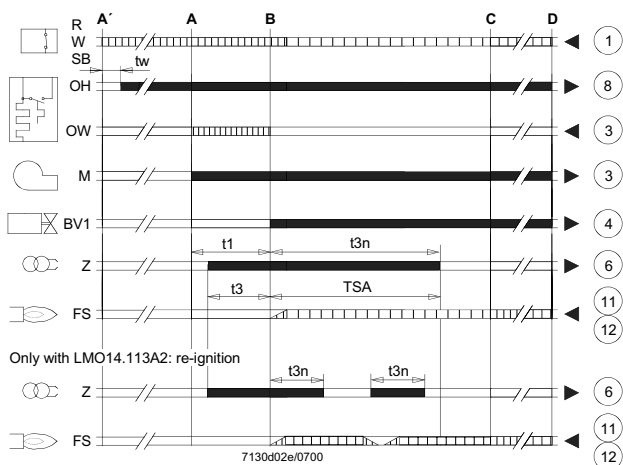 A´ A B C D
R
W 1
SB tw
OH 8
OW 3
M 3
BV1 4
t1 t3n
Z 6
t3 TSA
FS 11
12
Only with LMO14.113A2: re-ignition
t3n t3n
Z 6
FS 11
12
7130d02e/0700